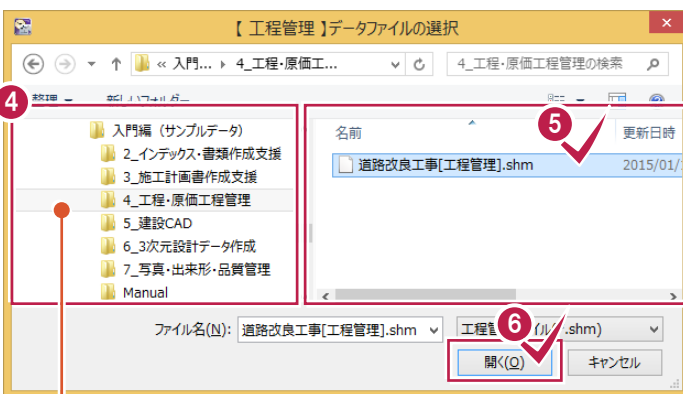 【 工程管理 】データファイルの選択
« 入門... ▸ 4_工程・原価工...
4_工程・原価工程管理の検索
4
整理
新しいフォルダー
入門編（サンプルデータ）
2_インデックス・書類作成支援
3_施工計画書作成支援
4_工程・原価工程管理
5_建設CAD
6_3次元設計データ作成
7_写真・出来形・品質管理
Manual
5
名前
更新日時
道路改良工事[工程管理].shm
2015/01/
ファイル名(N):
道路改良工事[工程管理].shm
工程
.shm)
6
開く(O)
キャンセル